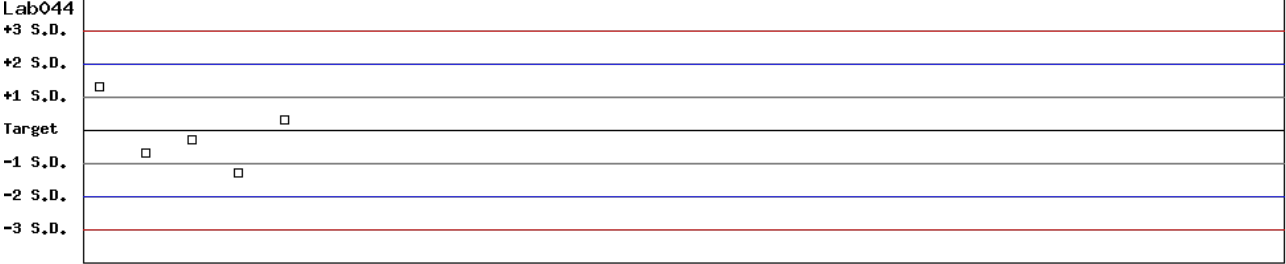 Lab044
+3 S.D.
+2 S.D.
+1 S.D.
Target
-1 S.D.
-2 S.D.
-3 S.D.